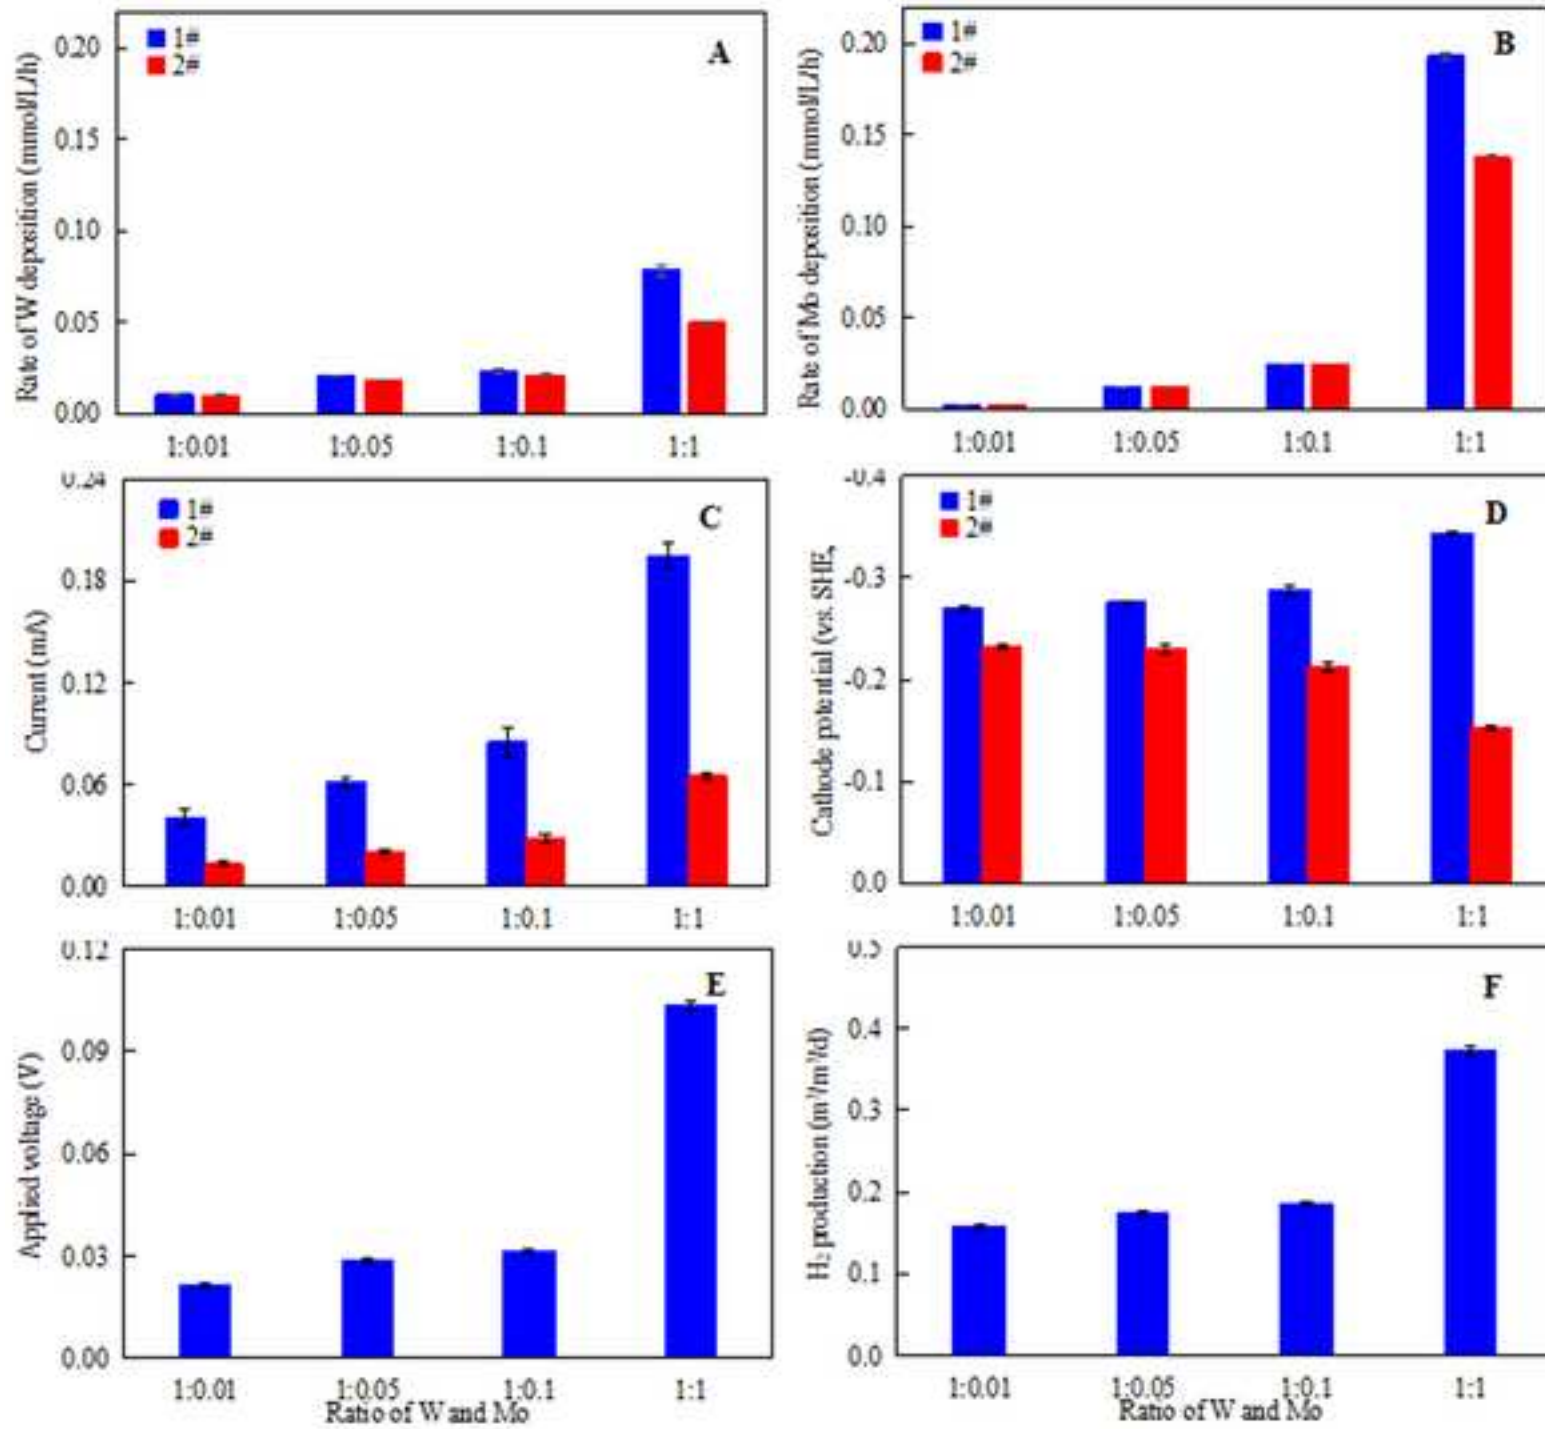 A
1#
2#
0.20
0.15
0.10
0.05
0.00
Rate of W deposition (mmol/L/h)
1:0.01 1:0.05 1:0.1 1:1
B
1#
2#
0.20
0.15
0.10
0.05
0.00
Rate of Mo deposition (mmol/L/h)
1:0.01 1:0.05 1:0.1 1:1
C
1#
2#
0.24
0.18
0.12
0.06
0.00
Current (mA)
1:0.01 1:0.05 1:0.1 1:1
D
1#
2#
-0.4
-0.3
-0.2
-0.1
0.0
Cathode potential (vs. SHE,
1:0.01 1:0.05 1:0.1 1:1
E
0.12
0.09
0.06
0.03
0.00
Applied voltage (V)
1:0.01 1:0.05 1:0.1 1:1
Ratio of W and Mo
F
0.5
0.4
0.3
0.2
0.1
0.0
H₂ production (m³/m³/d)
1:0.01 1:0.05 1:0.1 1:1
Ratio of W and Mo